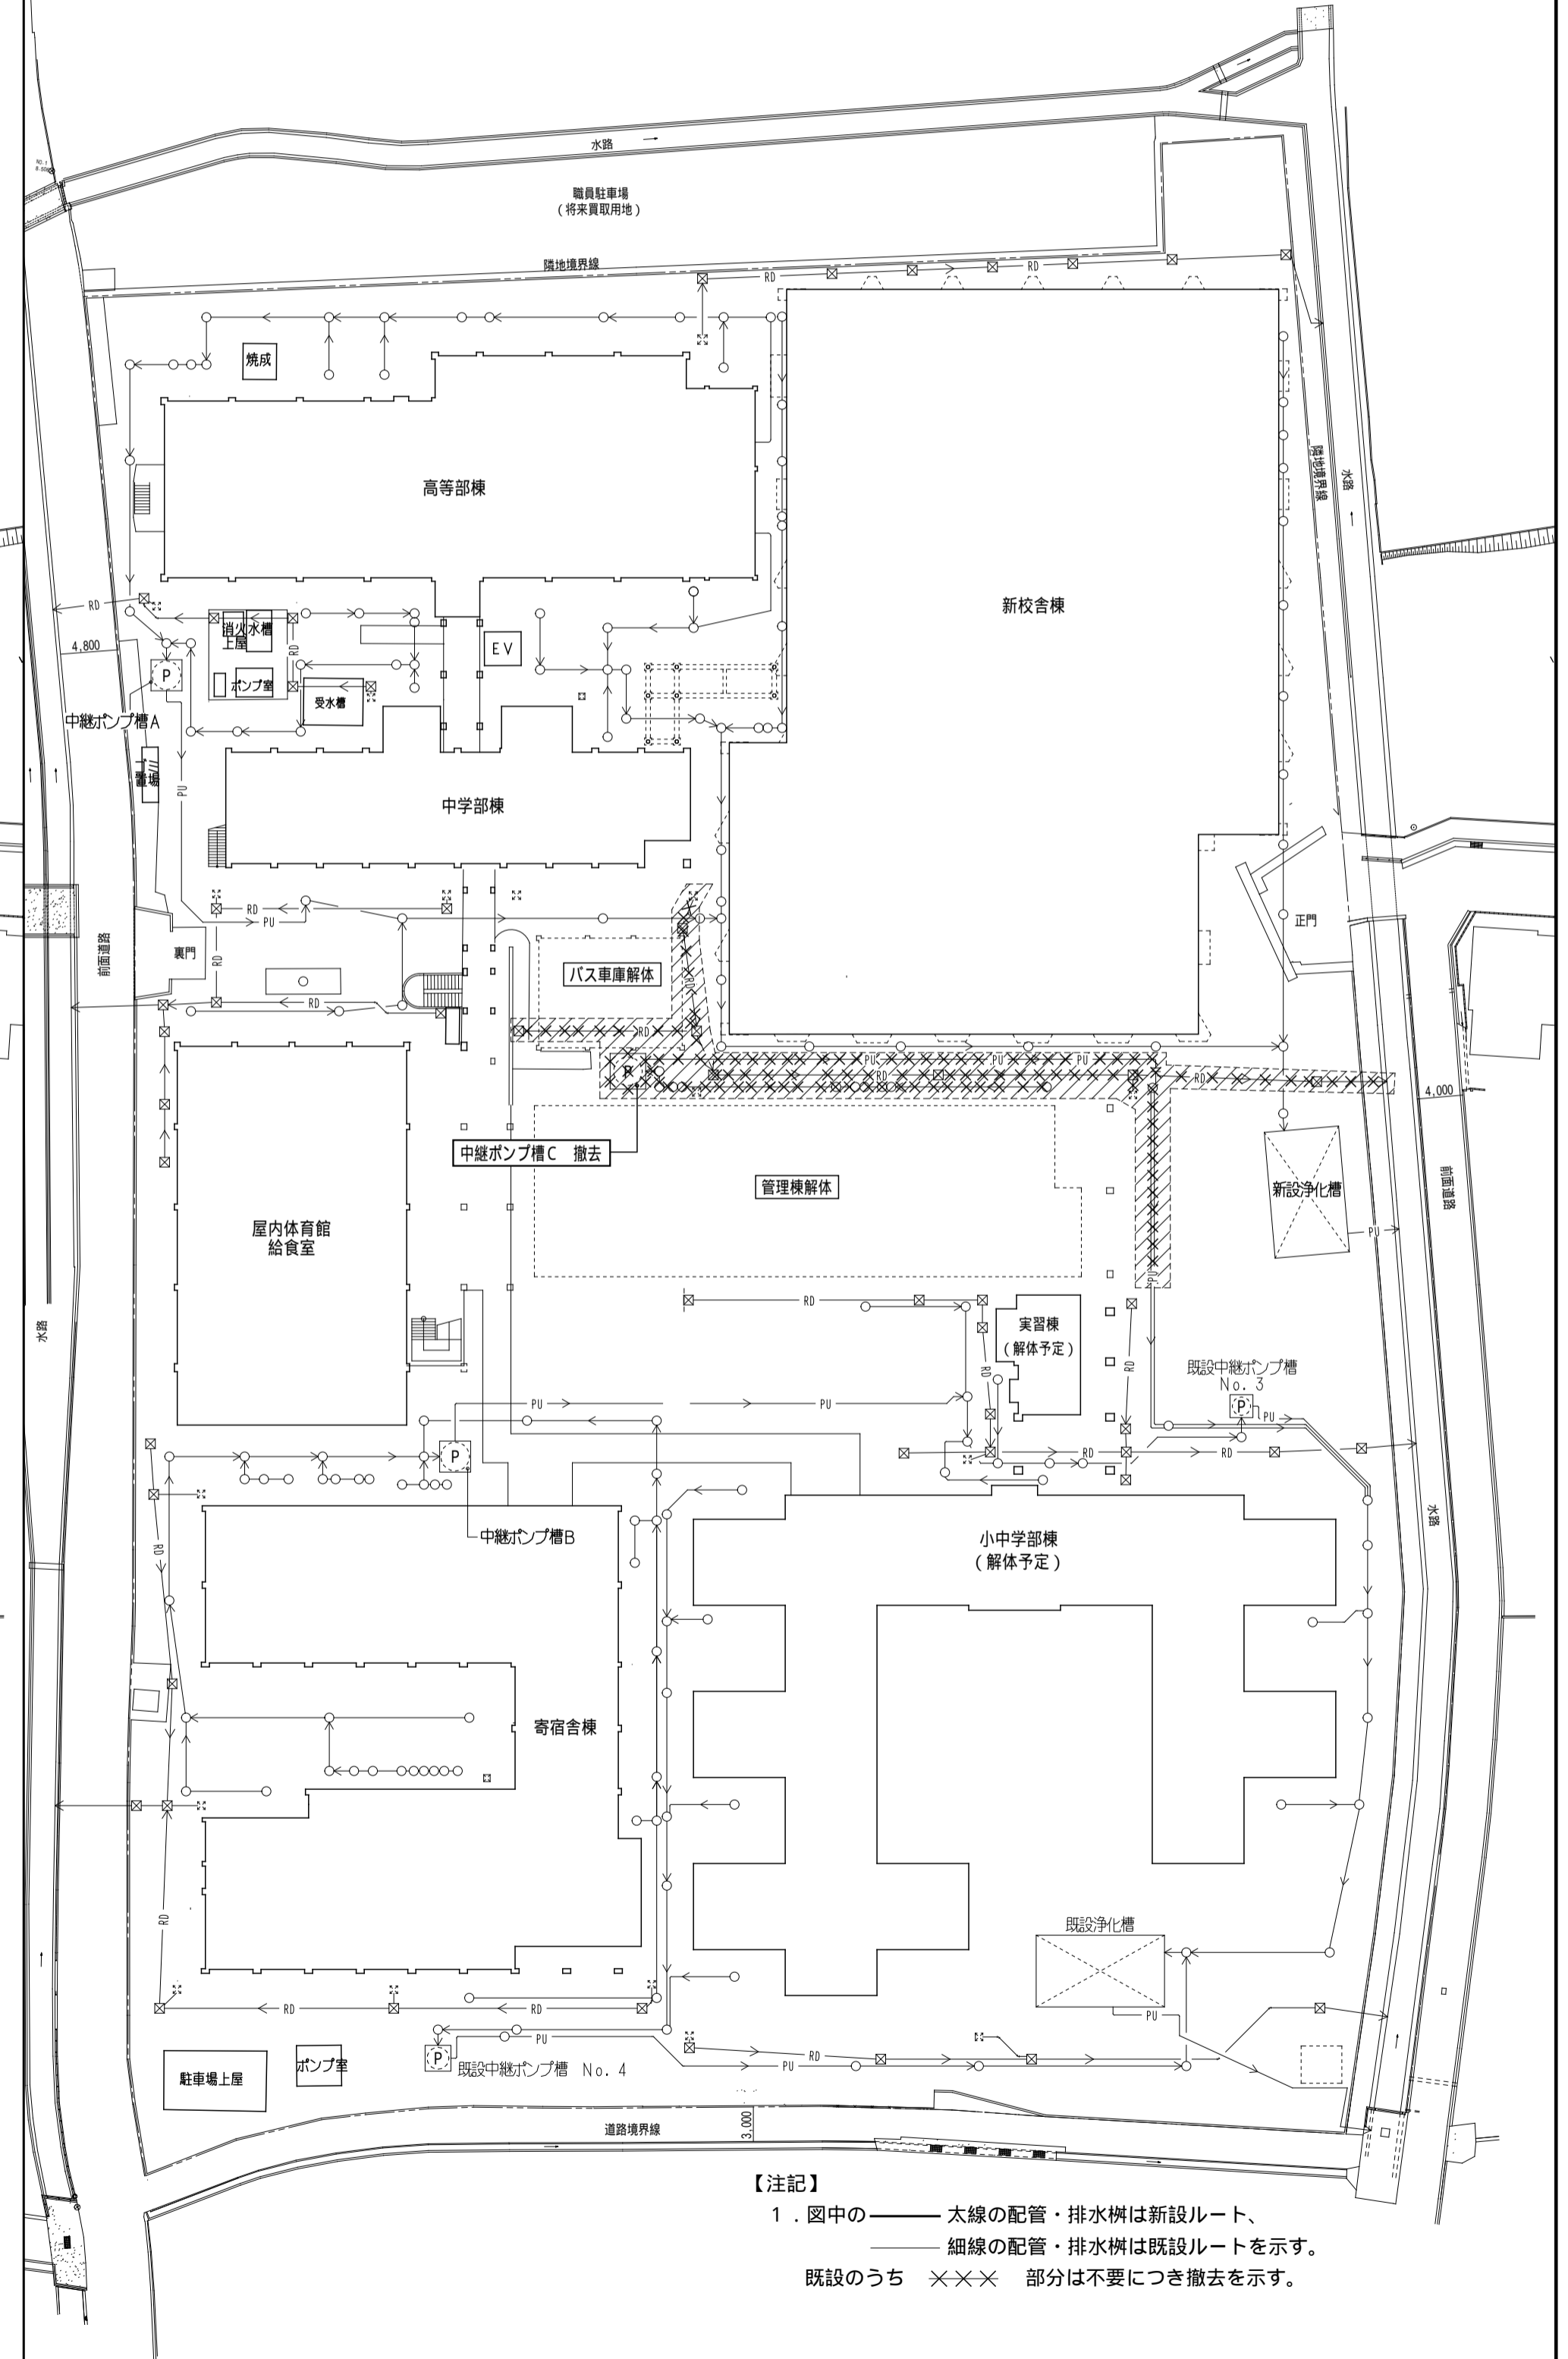 水路
職員駐車場
(将来買取用地)
隣地境界線
RD
RD
焼成
高等部棟
隣地境界線
水路
新校舎棟
RD
4,800
消火水槽
上屋
RD
EV
P
ポンプ室
受水槽
中継ポンプ槽A
置場
PU
中学部棟
RD
PU
前面道路
裏門
RD
正門
バス車庫解体
RD
RD
RD
PU
PU
PU
P
RD
RD
4,000
中継ポンプ槽C 撤去
管理棟解体
新設浄化槽
前面道路
PU
屋内体育館
給食室
PU
RD
水路
実習棟
(解体予定)
RD
RD
既設中継ポンプ槽
No. 3
PU
PU
P
PU
P
RD
RD
水路
中継ポンプ槽B
小中学部棟
(解体予定)
RD
寄宿舎棟
RD
既設浄化槽
RD
RD
PU
PU
RD
PU
P
既設中継ポンプ槽 No. 4
ポンプ室
駐車場上屋
道路境界線
3,000
【注記】
1．図中の 太線の配管・排水桝は新設ルート、
細線の配管・排水桝は既設ルートを示す。
既設のうち 部分は不要につき撤去を示す。